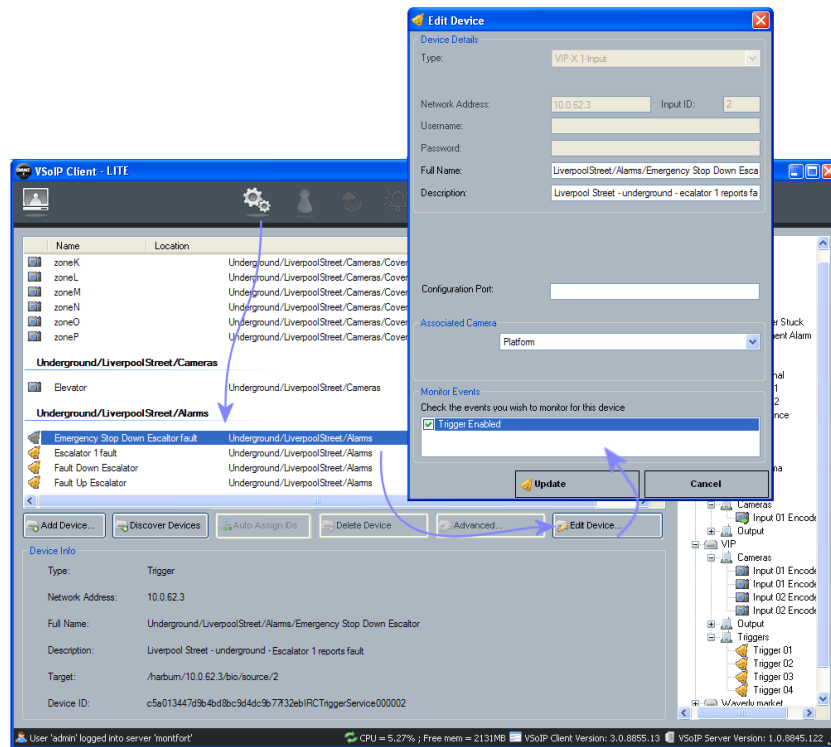 Edit Device
Device Details
Type: VIP-X 1-Input
Network Address: 10.0.62.3 Input ID: 2
Username:
Password:
Full Name: LiverpoolStreet/Alarms/Emergency Stop Down Esca
Description: Liverpool Street - underground - ecalator 1 reports fa
Configuration Port:
Associated Camera
Platform
Monitor Events
Check the events you wish to monitor for this device
Trigger Enabled
Update Cancel
VSoIP Client - LITE
Name Location
zoneK Underground/LiverpoolStreet/Cameras/Cover
zoneL Underground/LiverpoolStreet/Cameras/Cover
zoneM Underground/LiverpoolStreet/Cameras/Cover
zoneN Underground/LiverpoolStreet/Cameras/Cover
zoneO Underground/LiverpoolStreet/Cameras/Cover
zoneP Underground/LiverpoolStreet/Cameras/Cover
Underground/LiverpoolStreet/Cameras
Elevator Underground/LiverpoolStreet/Cameras
Underground/LiverpoolStreet/Alarms
Emergency Stop Down Escaltor fault Underground/LiverpoolStreet/Alarms
Escalator 1 fault Underground/LiverpoolStreet/Alarms
Fault Down Escalator Underground/LiverpoolStreet/Alarms
Fault Up Escalator Underground/LiverpoolStreet/Alarms
Add Device... Discover Devices Auto Assign IDs Delete Device Advanced... Edit Device...
Device Info
Type: Trigger
Network Address: 10.0.62.3
Full Name: Underground/LiverpoolStreet/Alarms/Emergency Stop Down Escaltor
Description: Liverpool Street - underground - Escalator 1 reports fault
Target: /harbum/10.0.62.3/bio/source/2
Device ID: c5a013447d9b4bd8bc9d4dc9b77f32ebIRCTriggerService000002
er Stuck
ent Alarm
nal
1
2
nce
ma
Cameras
Input 01 Encode
Output
VIP
Cameras
Input 01 Encode
Input 01 Encode
Input 02 Encode
Input 02 Encode
Output
Triggers
Trigger 01
Trigger 02
Trigger 03
Trigger 04
Waverly market
User 'admin' logged into server 'montfort' CPU = 5.27% ; Free mem = 2131MB VSoIP Client Version: 3.0.8855.13 VSoIP Server Version: 1.0.8845.122